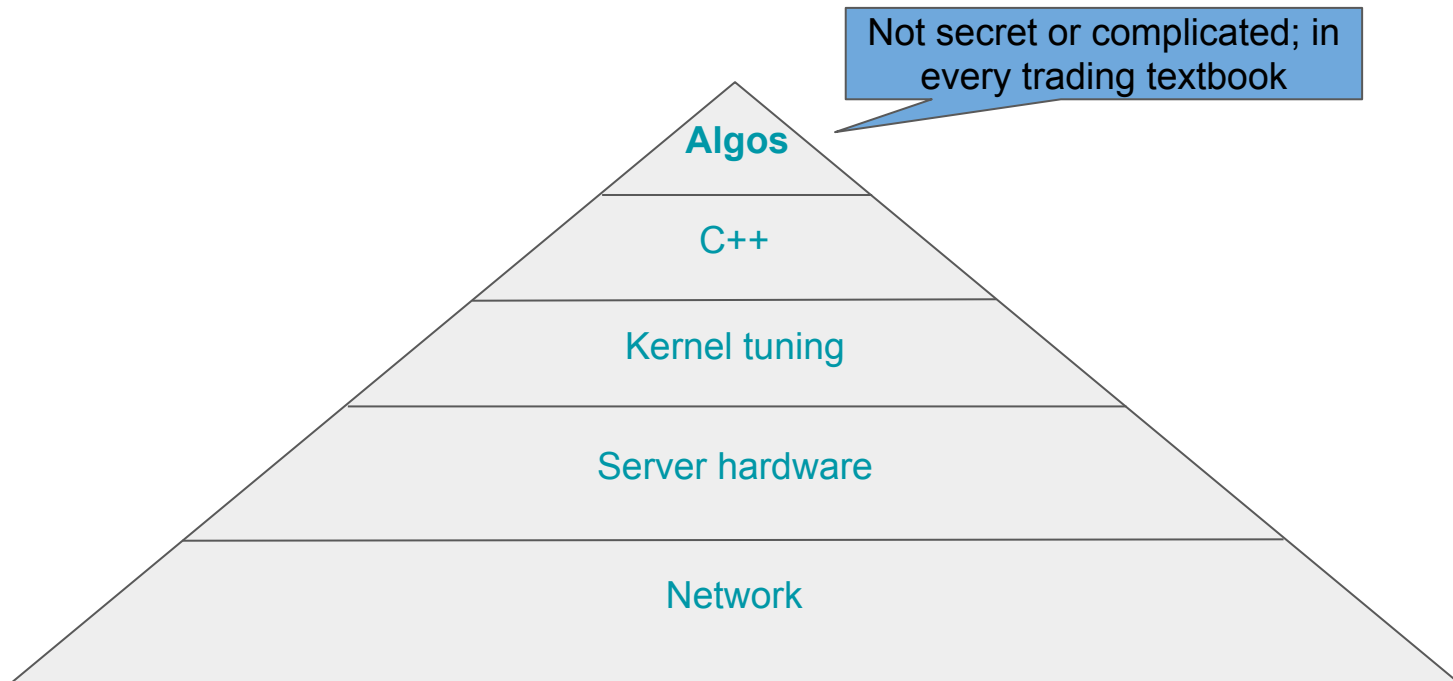 Not secret or complicated; in
every trading textbook
Algos
C++
Kernel tuning
Server hardware
Network